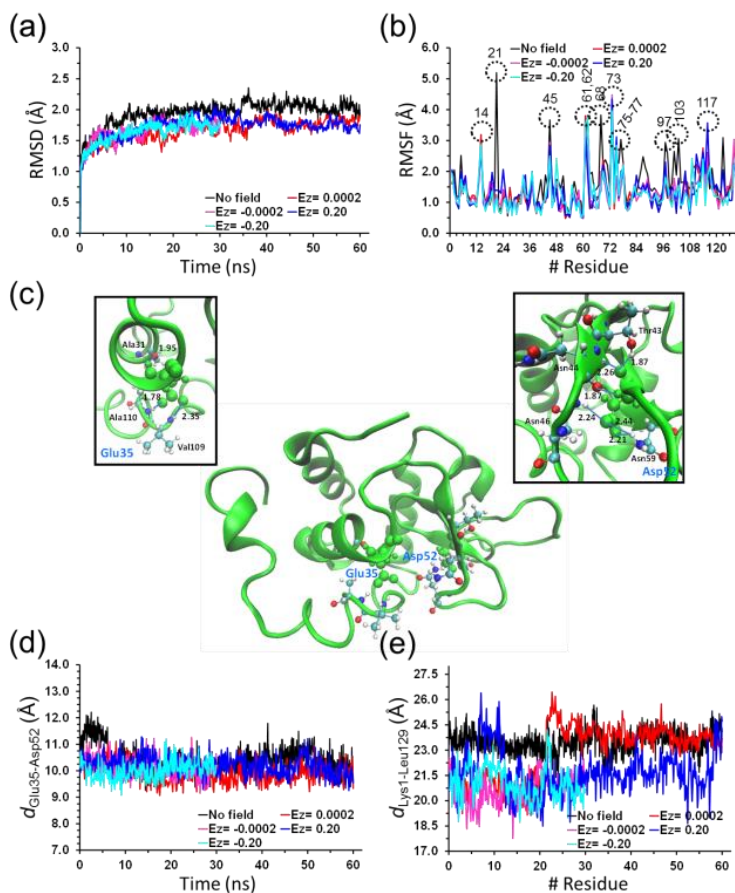 (a)
3.0
2.5
2.0
1.5
1.0
0.5
0.0
RMSD (Å)
No field
Ez= 0.0002
Ez= -0.0002
Ez= 0.20
Ez= -0.20
0 10 20 30 40 50 60
Time (ns)
(b)
6.0
5.0
4.0
3.0
2.0
1.0
0.0
RMSF (Å)
No field
Ez= 0.0002
Ez= -0.0002
Ez= 0.20
Ez= -0.20
14
21
45
61,62
68
73
75-77
97
103
117
0 12 24 36 48 60 72 84 96 108 120
# Residue
(c)
Ala31
1.95
1.78
Ala110
2.35
Glu35
Val109
Thr43
Asn44
1.87
2.26
1.87
Asn46
2.24
2.44
2.21
Asn59
Asp52
Asp52
Glu35
(d)
14.0
13.0
12.0
11.0
10.0
9.0
8.0
7.0
dGlu35-Asp52 (Å)
No field
Ez= 0.0002
Ez= -0.0002
Ez= 0.20
Ez= -0.20
0 10 20 30 40 50 60
Time (ns)
(e)
27.5
26.0
24.5
23.0
21.5
20.0
18.5
17.0
dLys1-Leu129 (Å)
No field
Ez= 0.0002
Ez= -0.0002
Ez= 0.20
Ez= -0.20
0 10 20 30 40 50 60
# Residue